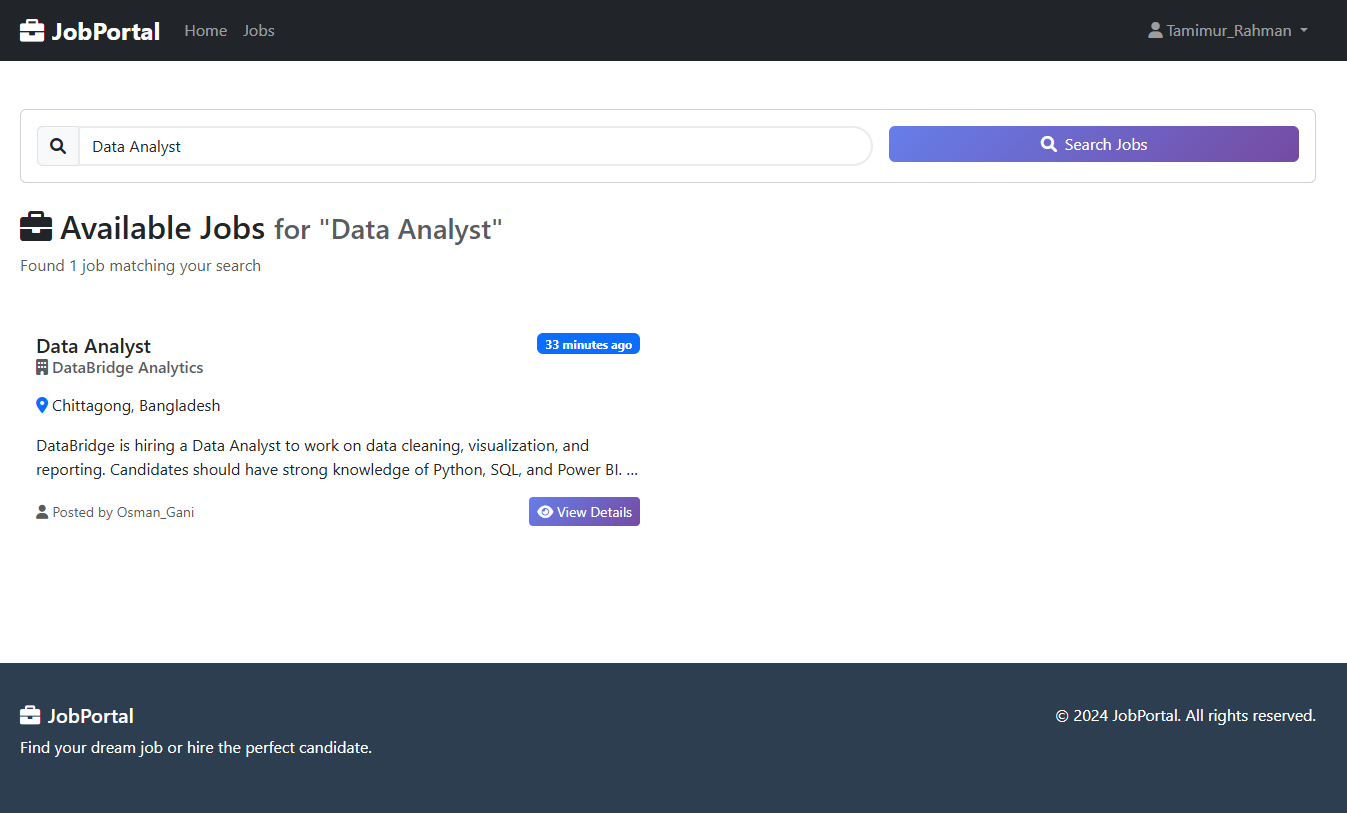 JobPortal Home Jobs Tamimur_Rahman
Data Analyst Search Jobs
Available Jobs for "Data Analyst"
Found 1 job matching your search
Data Analyst 33 minutes ago
DataBridge Analytics
Chittagong, Bangladesh
DataBridge is hiring a Data Analyst to work on data cleaning, visualization, and
reporting. Candidates should have strong knowledge of Python, SQL, and Power BI. ...
Posted by Osman_Gani View Details
JobPortal © 2024 JobPortal. All rights reserved.
Find your dream job or hire the perfect candidate.